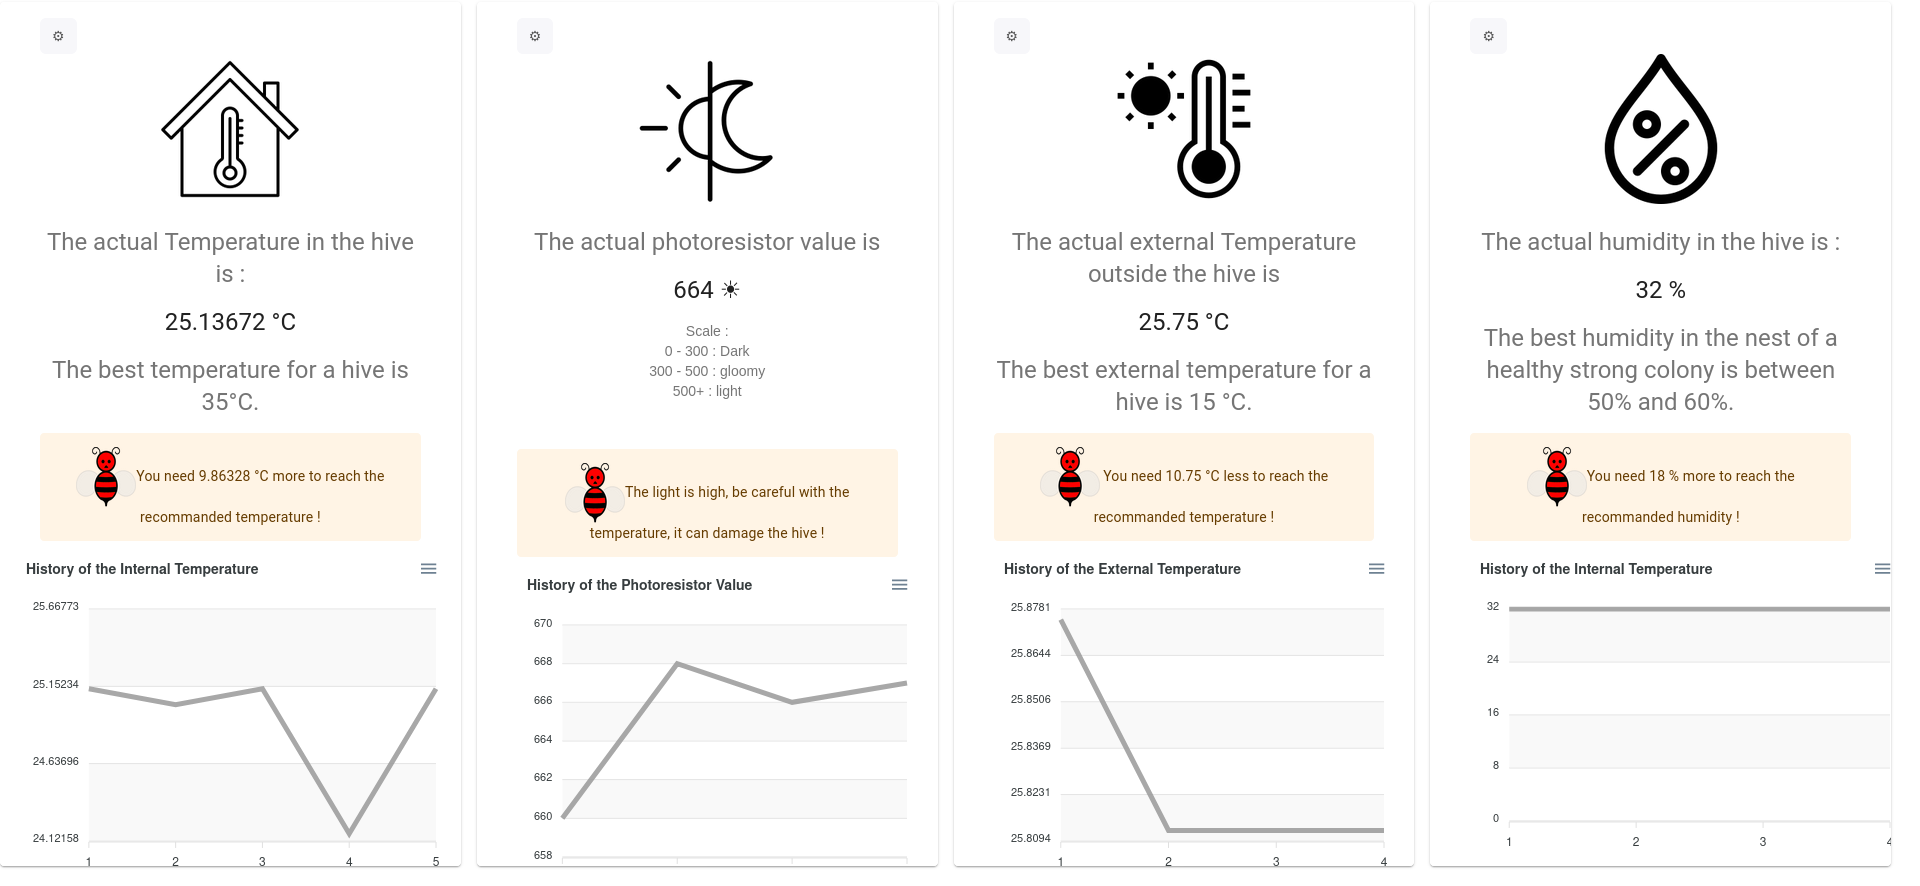 The actual Temperature in the hive
is :
25.13672 °C
The best temperature for a hive is
35°C.
You need 9.86328 °C more to reach the
recommanded temperature !
History of the Internal Temperature
25.66773
25.15234
24.63696
24.12158
1 2 3 4 5
The actual photoresistor value is
664 ☀
Scale :
0 - 300 : Dark
300 - 500 : gloomy
500+ : light
The light is high, be careful with the
temperature, it can damage the hive !
History of the Photoresistor Value
670
668
666
664
662
660
658
The actual external Temperature
outside the hive is
25.75 °C
The best external temperature for a
hive is 15 °C.
You need 10.75 °C less to reach the
recommanded temperature !
History of the External Temperature
25.8781
25.8644
25.8506
25.8369
25.8231
25.8094
1 2 3 4
The actual humidity in the hive is :
32 %
The best humidity in the nest of a
healthy strong colony is between
50% and 60%.
You need 18 % more to reach the
recommanded humidity !
History of the Internal Temperature
32
24
16
8
0
1 2 3 4